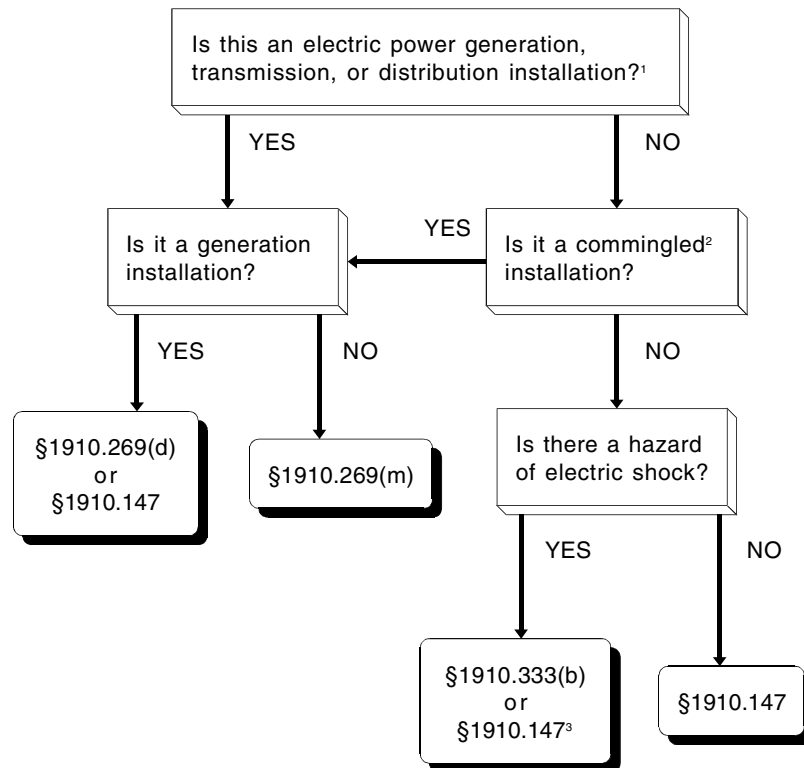 Is this an electric power generation,
transmission, or distribution installation?¹
YES
NO
Is it a generation
installation?
YES
Is it a commingled²
installation?
YES
NO
NO
§1910.269(d)
or
§1910.147
§1910.269(m)
Is there a hazard
of electric shock?
YES
NO
§1910.333(b)
or
§1910.147³
§1910.147